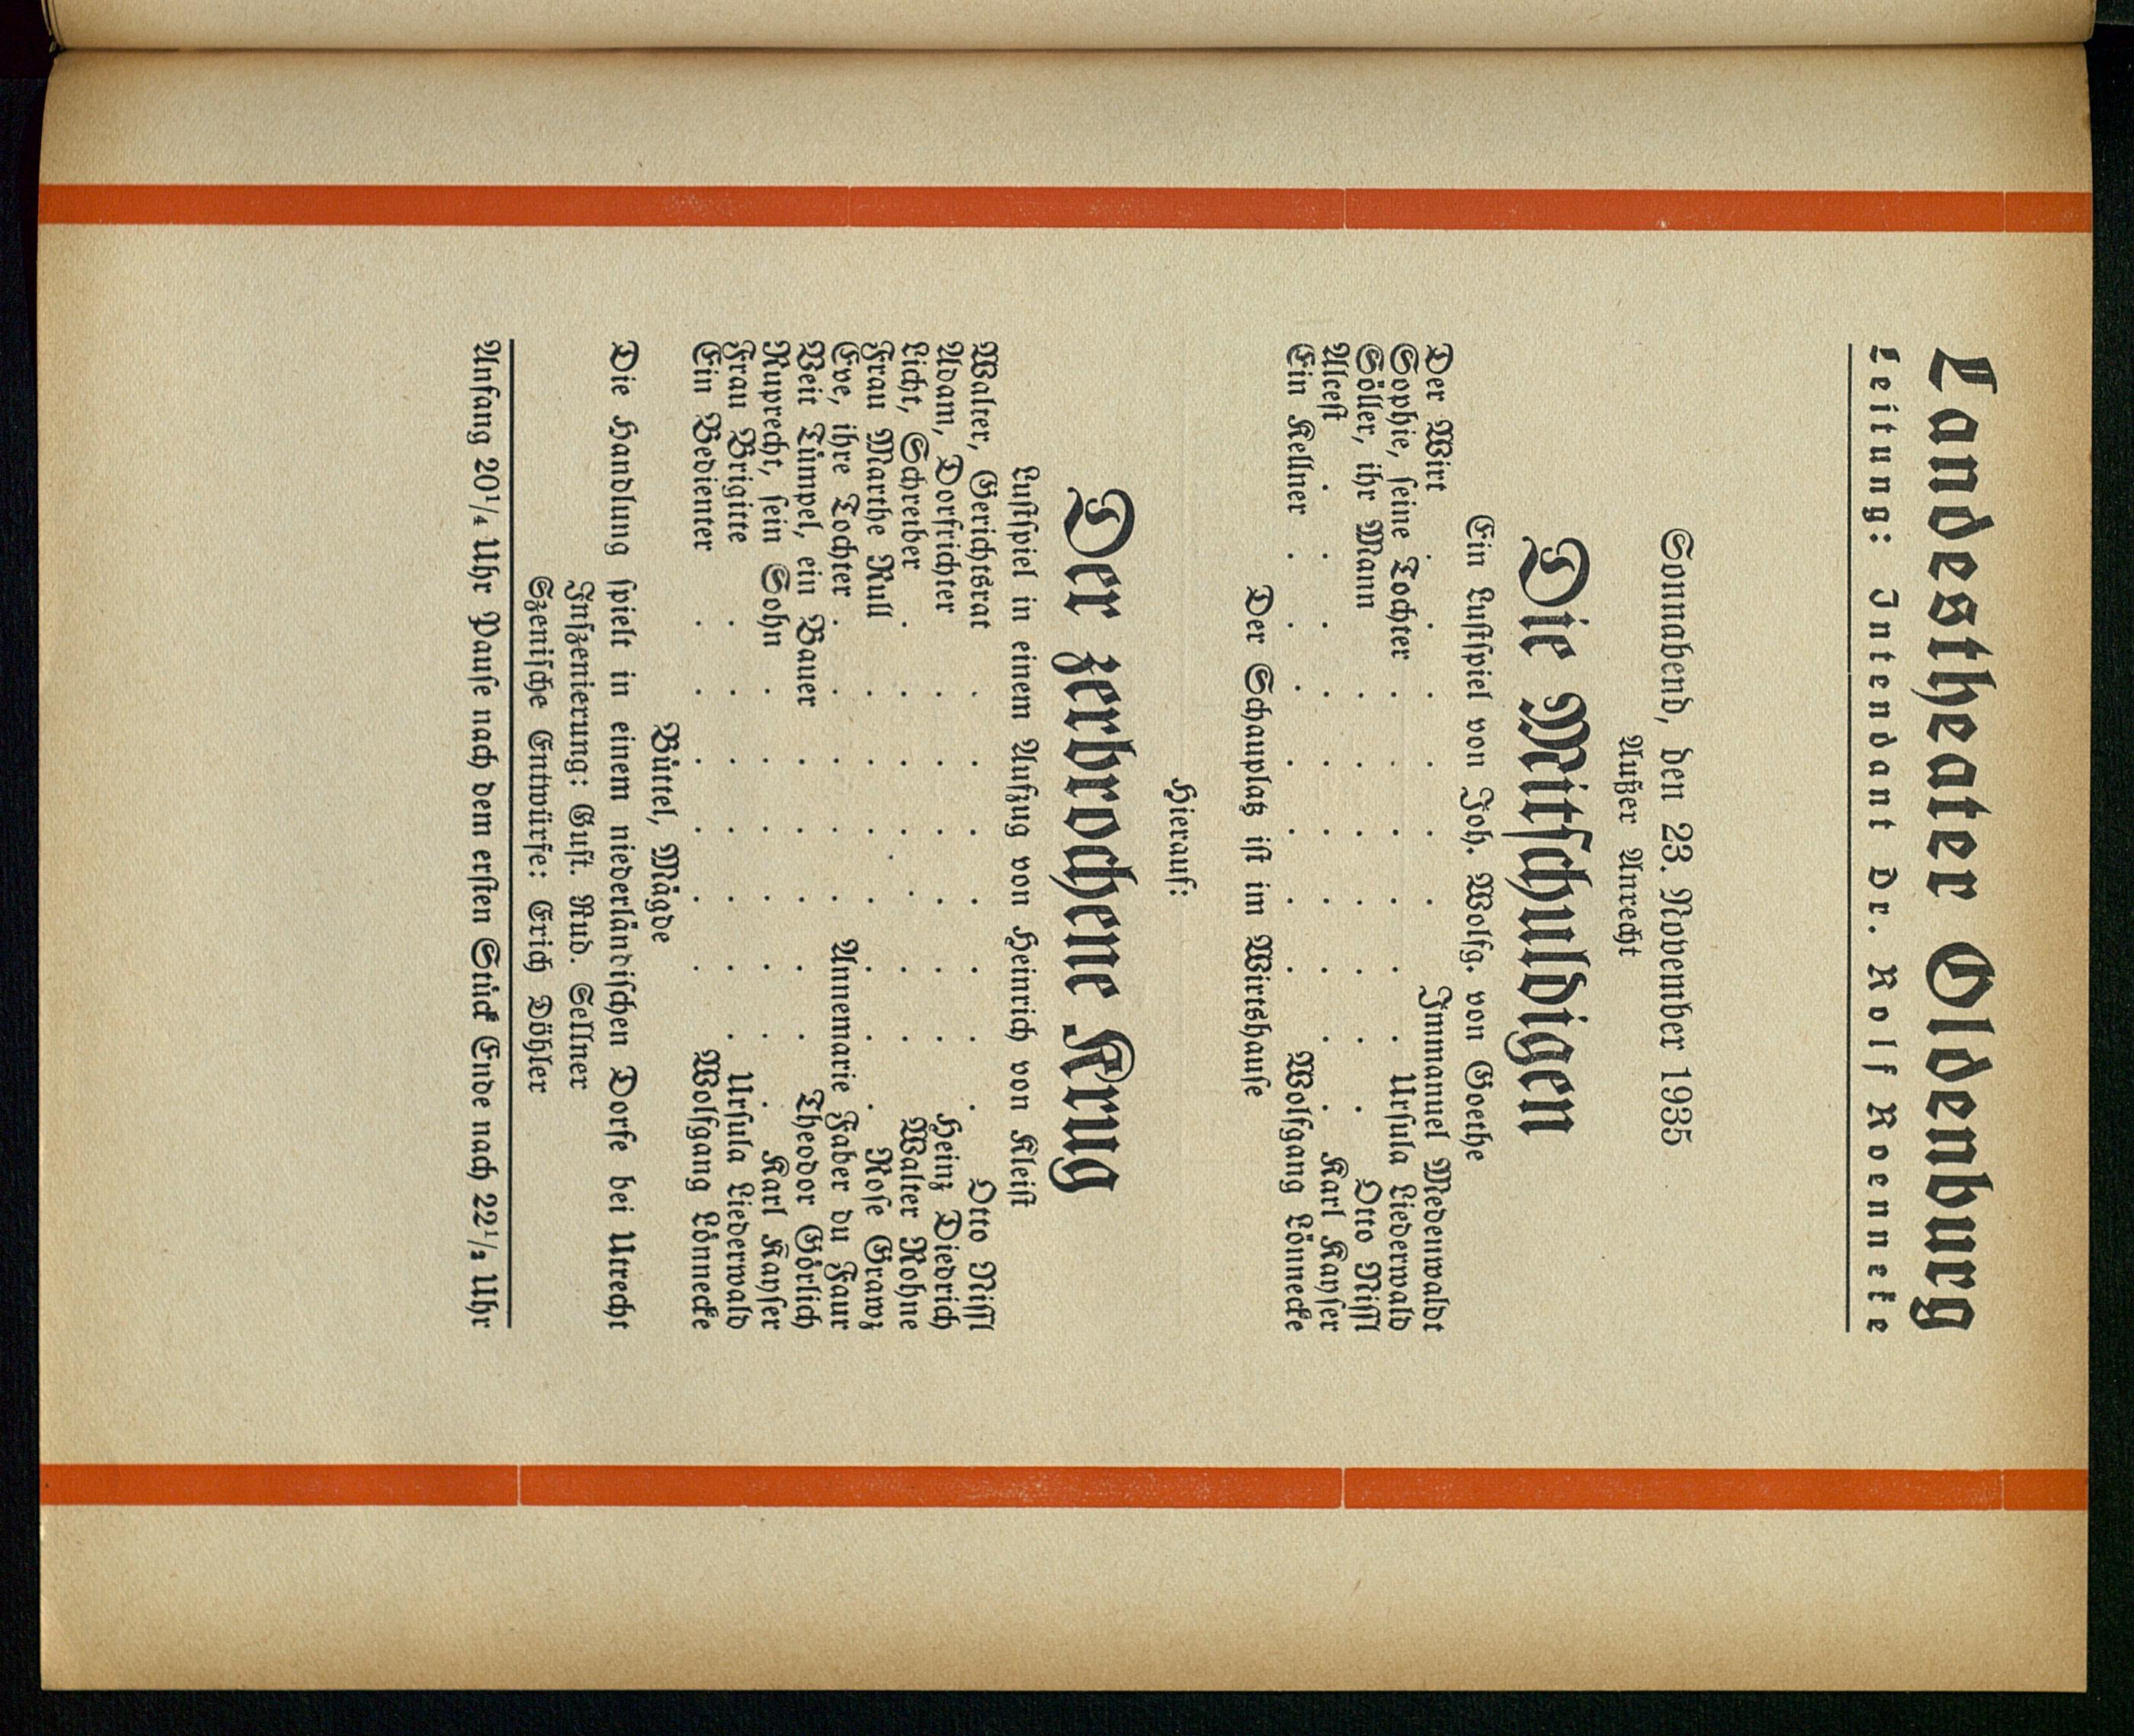 Landestheater Oldenburg
Leitung: Intendant Dr. Rolf Roenneke
Sonnabend, den 23. November 1935
Außer Anrecht
Die Mitschuldigen
Ein Lustspiel von Joh. Wolfg. von Goethe
Der Wirt . . . . . Immanuel Medenwaldt
Sophie, seine Tochter . . . . . . Ursula Liederwald
Söller, ihr Mann . . . . . . . Otto Nissl
Alcest . . . . . . . . . . Karl Kayser
Ein Kellner . . . . . . . Wolfgang Lönnecke
Der Schauplatz ist im Wirtshause
Hierauf:
Der zerbrochene Krug
Lustspiel in einem Aufzug von Heinrich von Kleist
Walter, Gerichtsrat . . . . . . . Otto Nissl
Adam, Dorfrichter . . . . . . Heinz Diedrich
Licht, Schreiber . . . . . . . Walter Rohne
Frau Marthe Rull . . . . . . . Rose Grawz
Eve, ihre Tochter . . . . . Annemarie Faber du Faur
Veit Tümpel, ein Bauer . . . . . Theodor Görlich
Ruprecht, sein Sohn . . . . . . . Karl Kayser
Frau Brigitte . . . . . . . Ursula Liederwald
Ein Bedienter . . . . . . Wolfgang Lönnecke
Büttel, Mägde
Die Handlung spielt in einem niederländischen Dorfe bei Utrecht
Inszenierung: Gust. Rud. Sellner
Szenische Entwürfe: Erich Döhler
Anfang 20¹/₄ Uhr Pause nach dem ersten Stück Ende nach 22¹/₂ Uhr